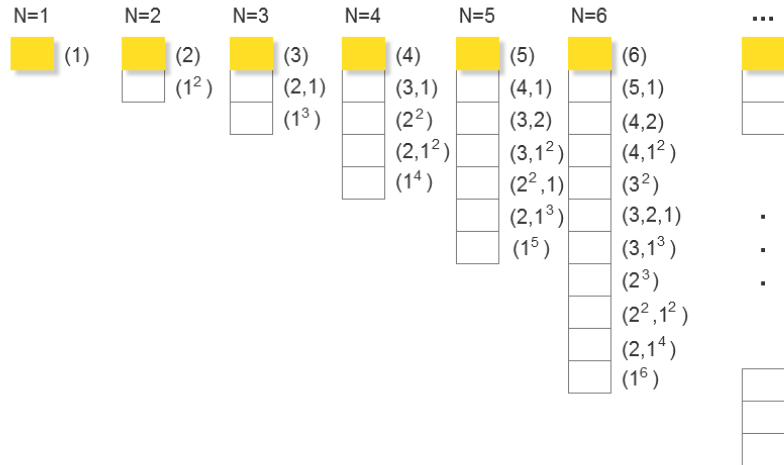 N=1 N=2 N=3 N=4 N=5 N=6 ...
(1) (2) (3) (4) (5) (6)
(1²) (2,1) (3,1) (4,1) (5,1)
(1³) (2²) (3,2) (4,2)
(2,1²) (3,1²) (4,1²)
(1⁴) (2²,1) (3²)
(2,1³) (3,2,1) .
(1⁵) (3,1³) .
(2³) .
(2²,1²)
(2,1⁴)
(1⁶)